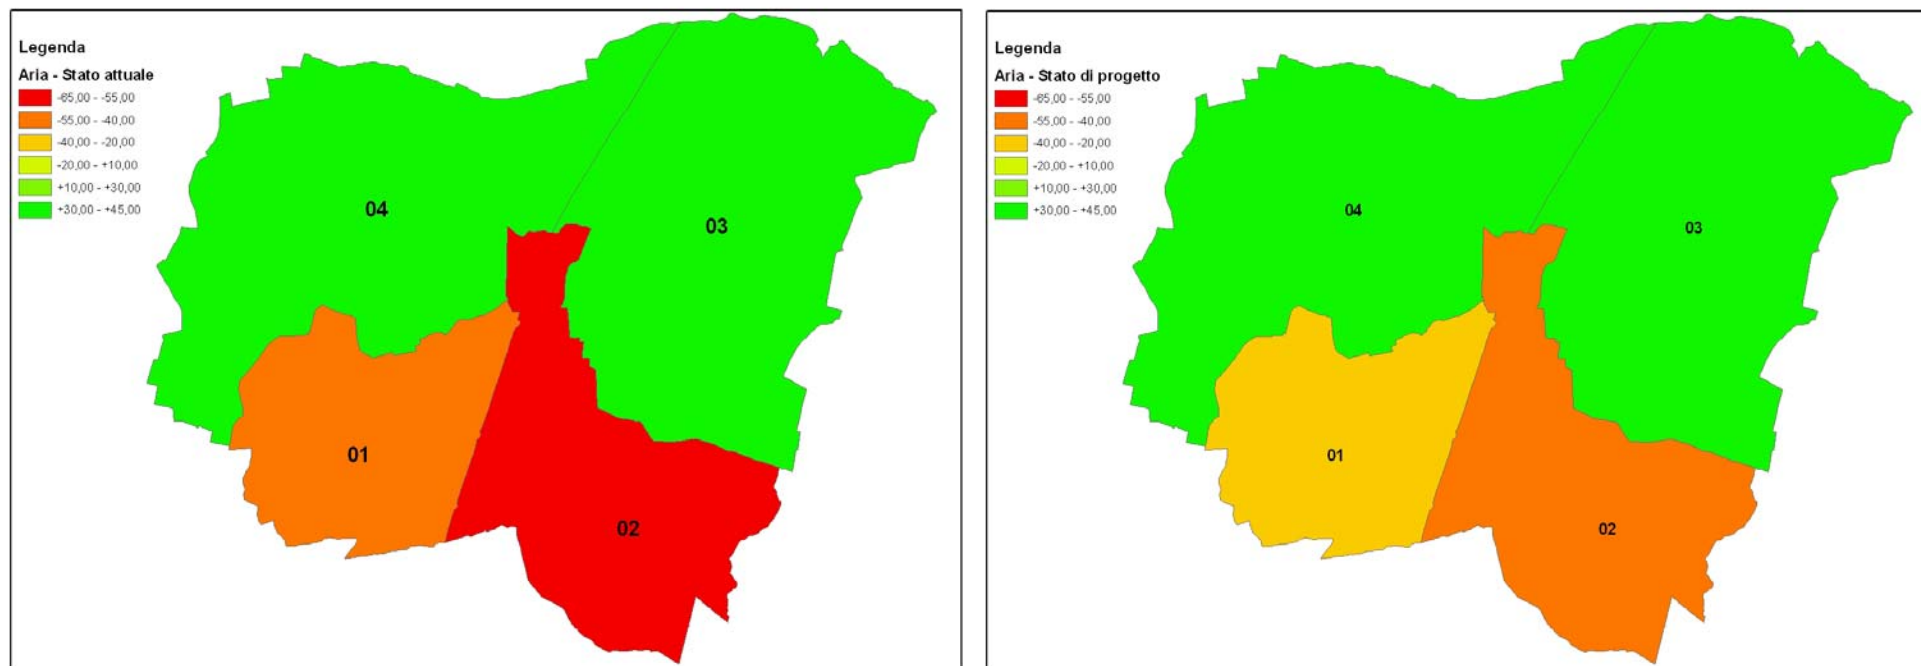 Legenda
Aria - Stato attuale
-65,00 - -55,00
-55,00 - -40,00
-40,00 - -20,00
-20,00 - +10,00
+10,00 - +30,00
+30,00 - +45,00
04
03
01
02
Legenda
Aria - Stato di progetto
-65,00 - -55,00
-55,00 - -40,00
-40,00 - -20,00
-20,00 - +10,00
+10,00 - +30,00
+30,00 - +45,00
04
03
01
02